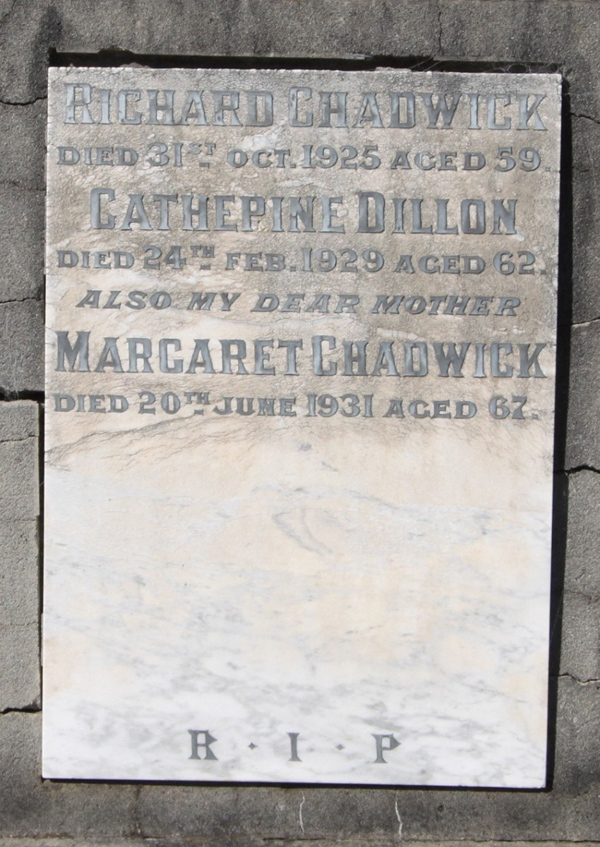 RICHARD CHADWICK
DIED 31ST OCT. 1925 AGED 59.
CATHERINE DILLON
DIED 24TH FEB. 1929 AGED 62.
ALSO MY DEAR MOTHER
MARGARET CHADWICK
DIED 20TH JUNE 1931 AGED 67.
R · I · P